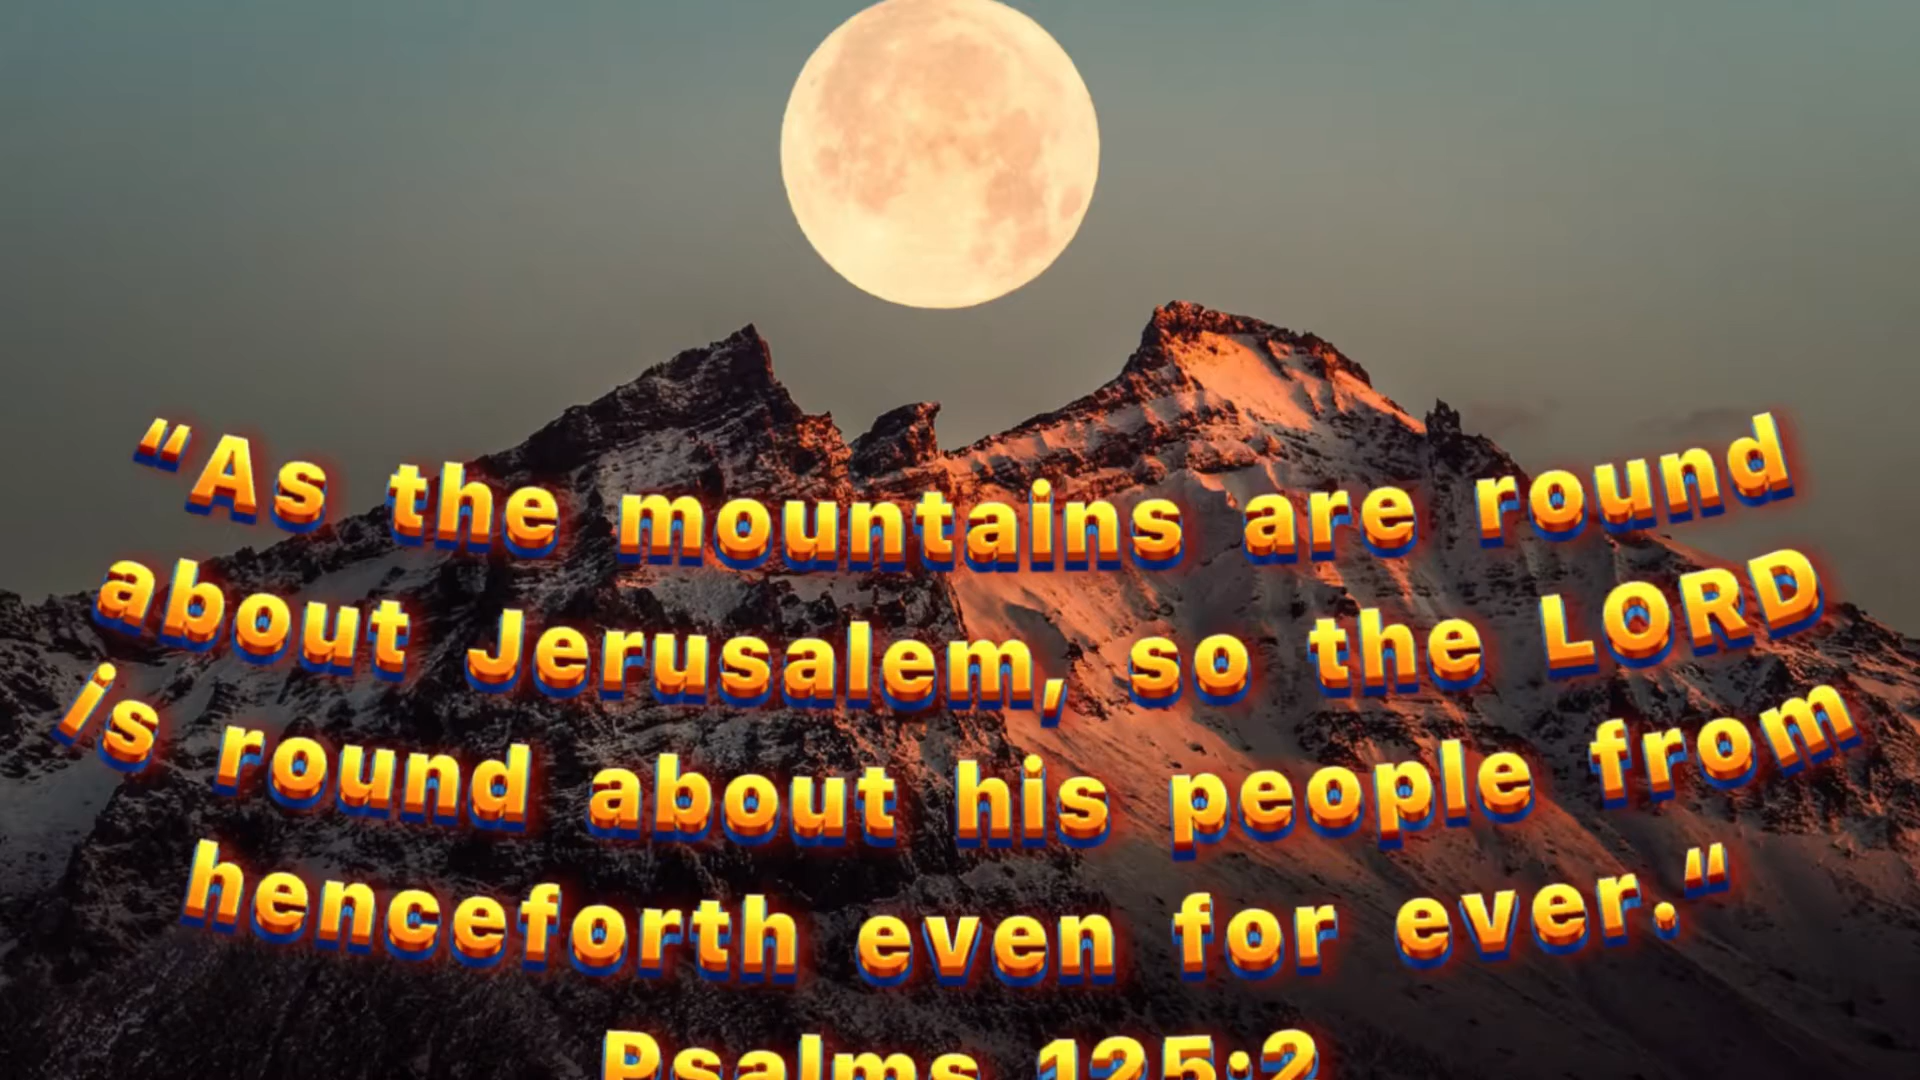 “As the mountains are round
about Jerusalem, so the LORD
is round about his people from
henceforth even for ever.“
Psalms 125:2